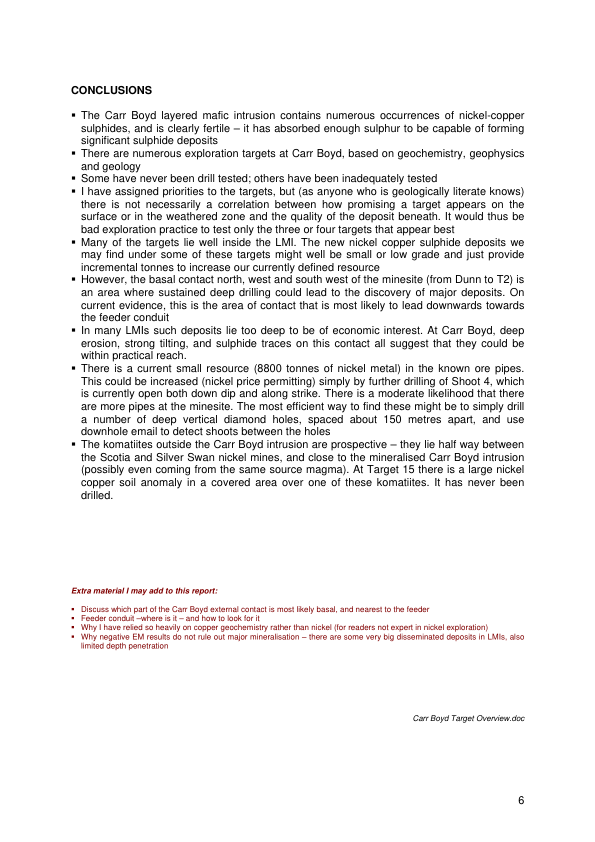 CONCLUSIONS
▪ The Carr Boyd layered mafic intrusion contains numerous occurrences of nickel-copper
sulphides, and is clearly fertile – it has absorbed enough sulphur to be capable of forming
significant sulphide deposits
▪ There are numerous exploration targets at Carr Boyd, based on geochemistry, geophysics
and geology
▪ Some have never been drill tested; others have been inadequately tested
▪ I have assigned priorities to the targets, but (as anyone who is geologically literate knows)
there is not necessarily a correlation between how promising a target appears on the
surface or in the weathered zone and the quality of the deposit beneath. It would thus be
bad exploration practice to test only the three or four targets that appear best
▪ Many of the targets lie well inside the LMI. The new nickel copper sulphide deposits we
may find under some of these targets might well be small or low grade and just provide
incremental tonnes to increase our currently defined resource
▪ However, the basal contact north, west and south west of the minesite (from Dunn to T2) is
an area where sustained deep drilling could lead to the discovery of major deposits. On
current evidence, this is the area of contact that is most likely to lead downwards towards
the feeder conduit
▪ In many LMIs such deposits lie too deep to be of economic interest. At Carr Boyd, deep
erosion, strong tilting, and sulphide traces on this contact all suggest that they could be
within practical reach.
▪ There is a current small resource (8800 tonnes of nickel metal) in the known ore pipes.
This could be increased (nickel price permitting) simply by further drilling of Shoot 4, which
is currently open both down dip and along strike. There is a moderate likelihood that there
are more pipes at the minesite. The most efficient way to find these might be to simply drill
a number of deep vertical diamond holes, spaced about 150 metres apart, and use
downhole email to detect shoots between the holes
▪ The komatiites outside the Carr Boyd intrusion are prospective – they lie half way between
the Scotia and Silver Swan nickel mines, and close to the mineralised Carr Boyd intrusion
(possibly even coming from the same source magma). At Target 15 there is a large nickel
copper soil anomaly in a covered area over one of these komatiites. It has never been
drilled.
Extra material I may add to this report:
▪ Discuss which part of the Carr Boyd external contact is most likely basal, and nearest to the feeder
▪ Feeder conduit –where is it – and how to look for it
▪ Why I have relied so heavily on copper geochemistry rather than nickel (for readers not expert in nickel exploration)
▪ Why negative EM results do not rule out major mineralisation – there are some very big disseminated deposits in LMIs, also
limited depth penetration
Carr Boyd Target Overview.doc
6